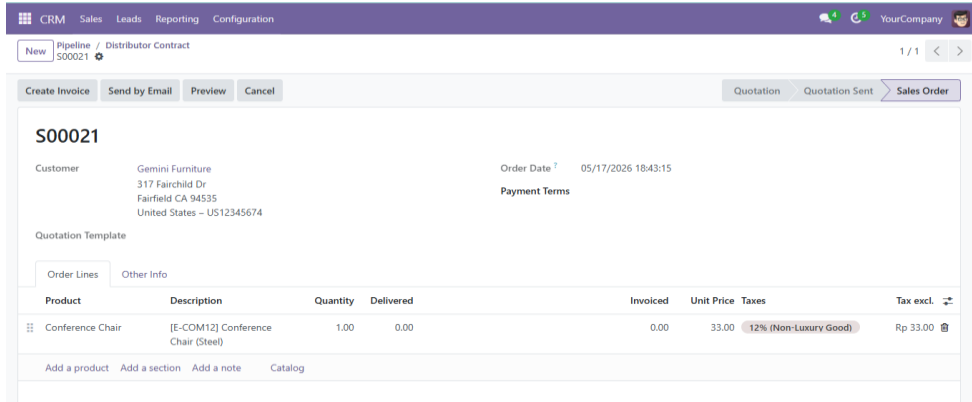 CRM Sales Leads Reporting Configuration 4 5 YourCompany
New Pipeline / Distributor Contract
S00021 1 / 1
Create Invoice Send by Email Preview Cancel Quotation Quotation Sent Sales Order
S00021
Customer Gemini Furniture Order Date ? 05/17/2026 18:43:15
317 Fairchild Dr
Fairfield CA 94535 Payment Terms
United States – US12345674
Quotation Template
Order Lines Other Info
Product Description Quantity Delivered Invoiced Unit Price Taxes Tax excl.
Conference Chair [E-COM12] Conference 1.00 0.00 0.00 33.00 12% (Non-Luxury Good) Rp 33.00
Chair (Steel)
Add a product Add a section Add a note Catalog